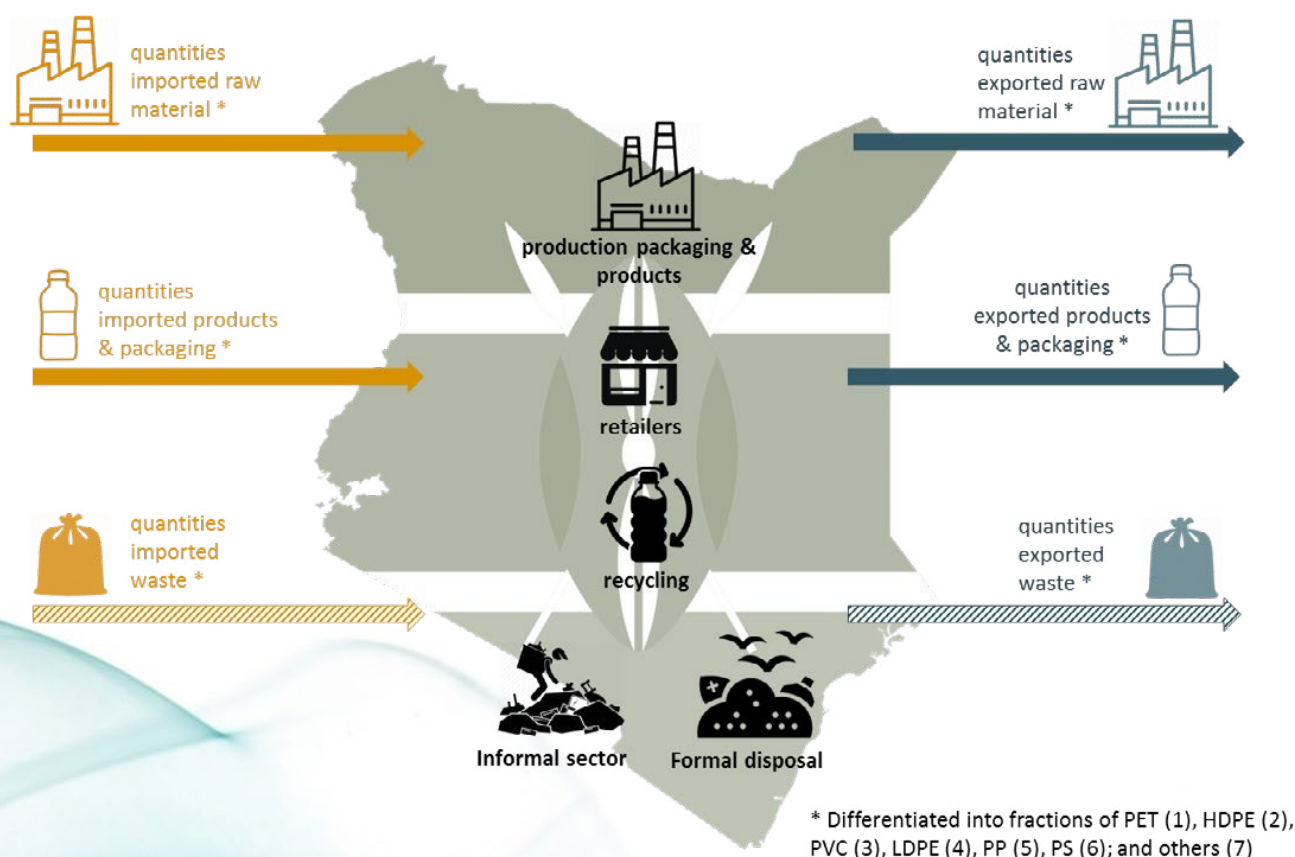 quantities
imported raw
material *
quantities
exported raw
material *
production packaging &
products
quantities
imported products
& packaging *
quantities
exported products
& packaging *
retailers
quantities
imported
waste *
quantities
exported
waste *
recycling
Informal sector
Formal disposal
* Differentiated into fractions of PET (1), HDPE (2),
PVC (3), LDPE (4), PP (5), PS (6); and others (7)